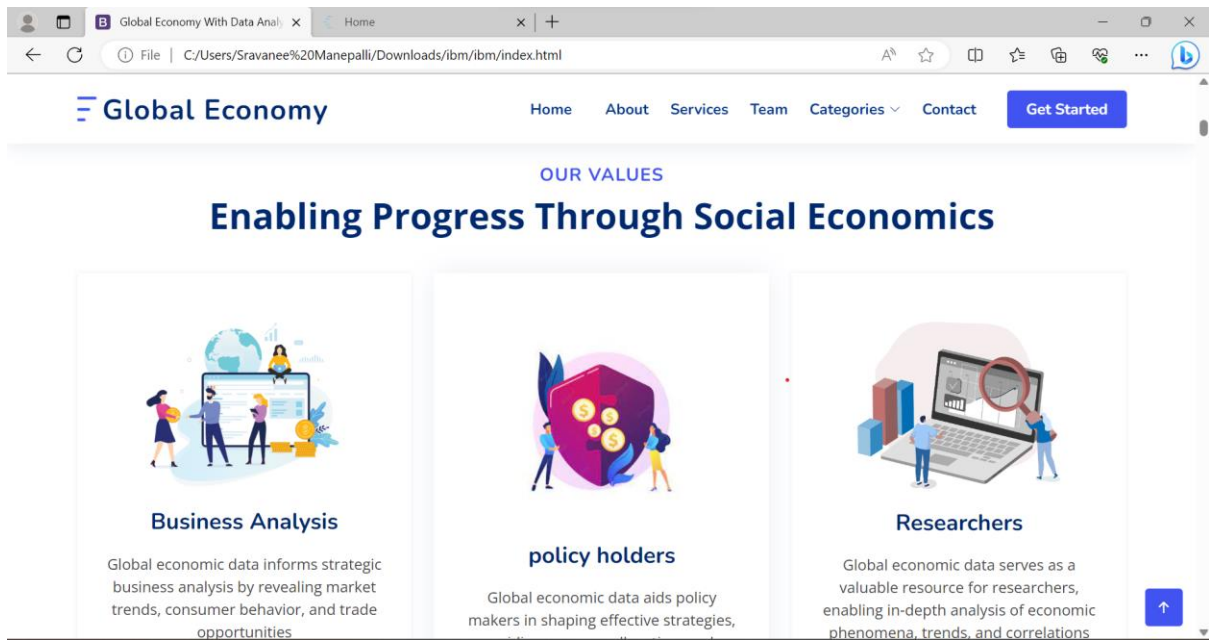 Global Economy With Data Analy
Home
File | C:/Users/Sravanee%20Manepalli/Downloads/ibm/ibm/index.html
Global Economy
Home About Services Team Categories Contact Get Started
OUR VALUES
Enabling Progress Through Social Economics
Business Analysis
Global economic data informs strategic
business analysis by revealing market
trends, consumer behavior, and trade
opportunities
policy holders
Global economic data aids policy
makers in shaping effective strategies,
Researchers
Global economic data serves as a
valuable resource for researchers,
enabling in-depth analysis of economic
phenomena, trends, and correlations